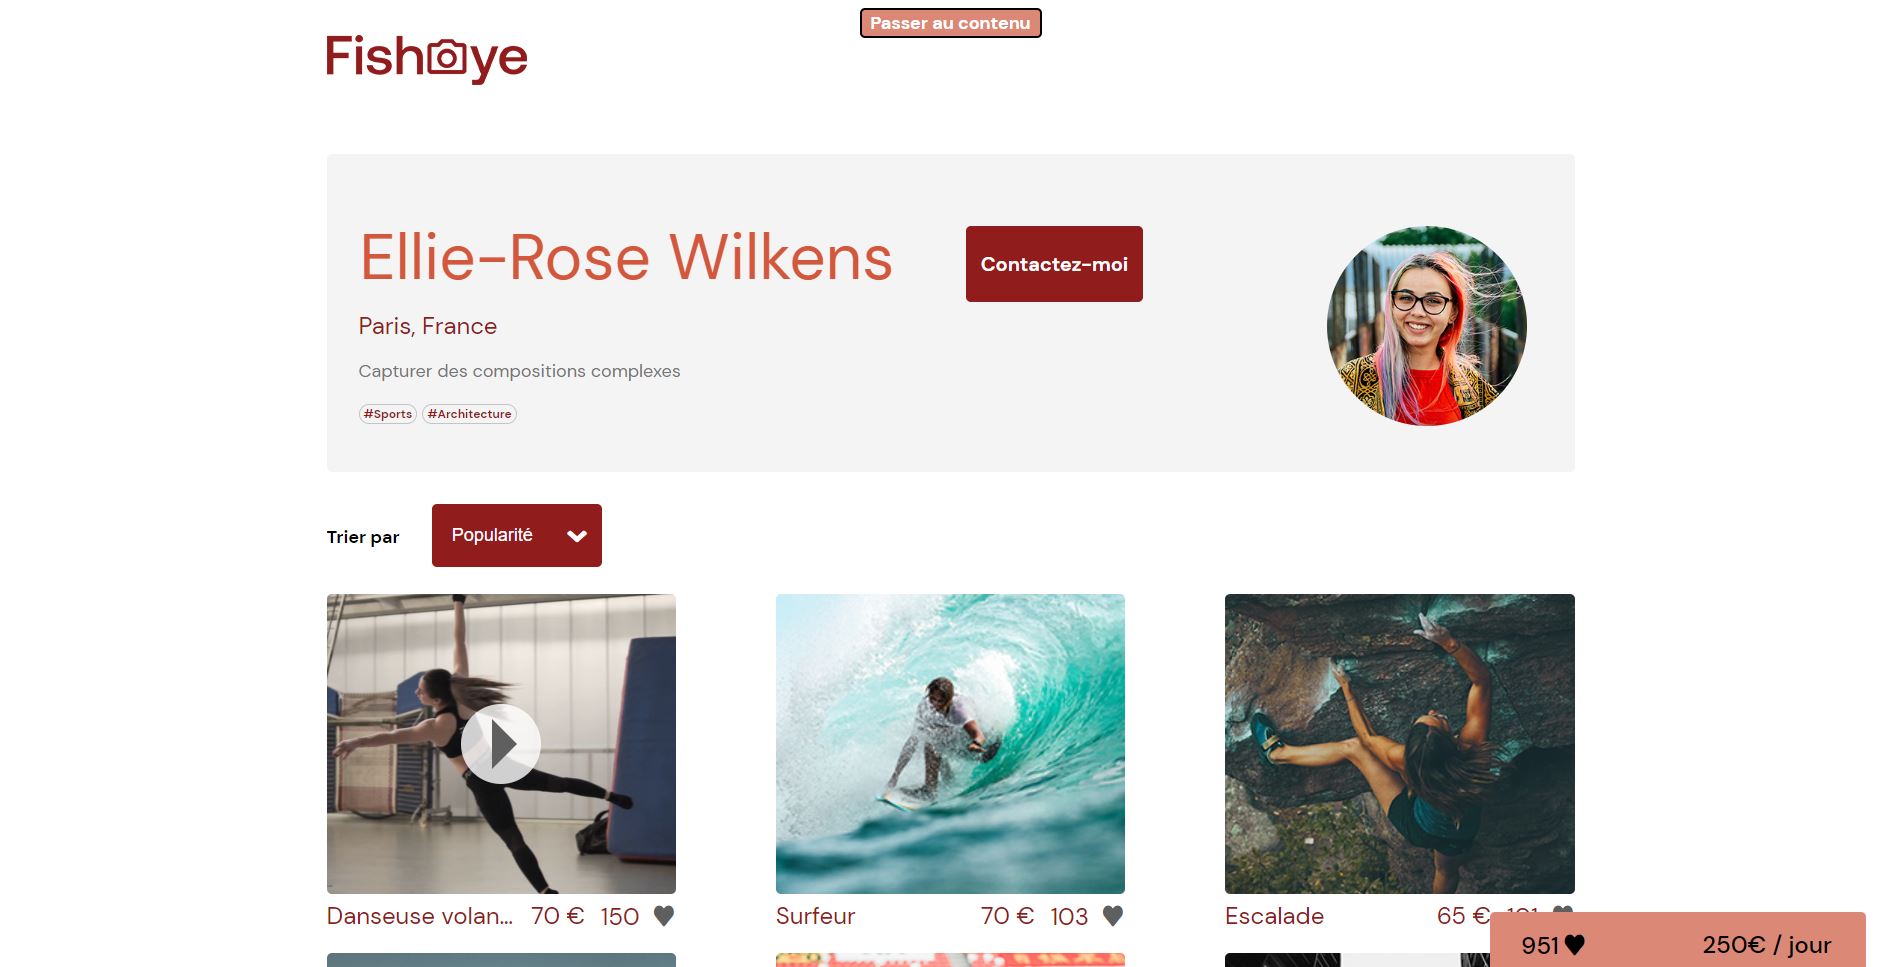 Passer au contenu
Fisheye
Ellie-Rose Wilkens
Contactez-moi
Paris, France
Capturer des compositions complexes
#Sports #Architecture
Trier par
Popularité
Danseuse volan... 70 € 150
Surfeur 70 € 103
Escalade 65 €
951 250€ / jour